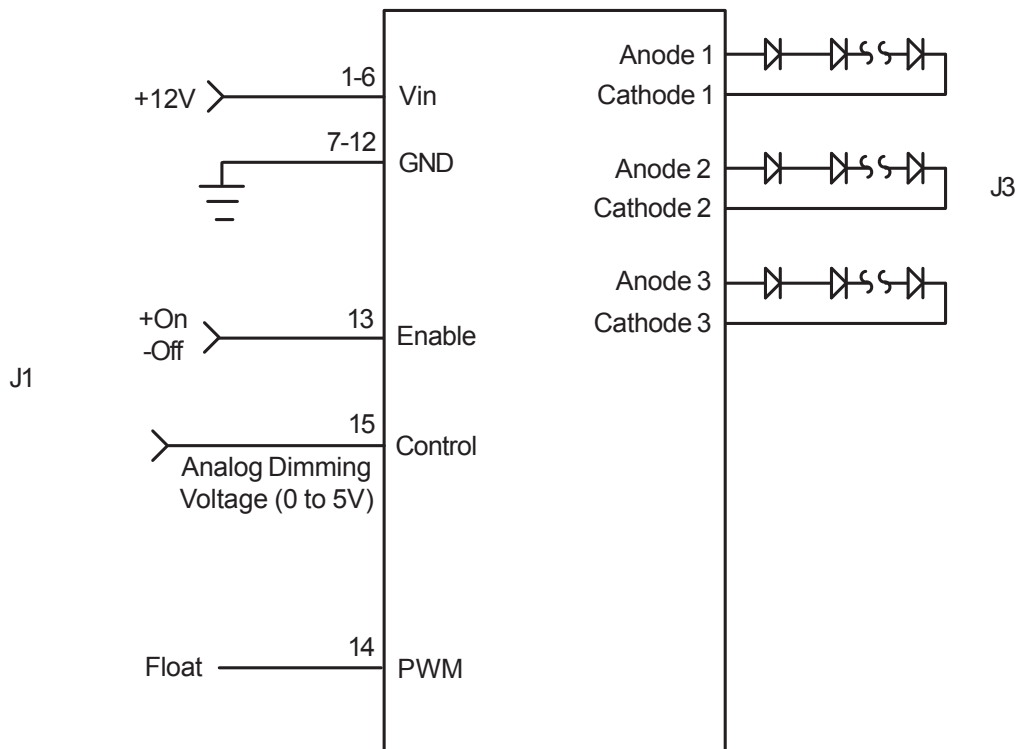 Anode 1
1-6
+12V
Vin
Cathode 1
7-12
GND
Anode 2
Cathode 2
J3
Anode 3
+On
-Off
13
Enable
Cathode 3
J1
15
Control
Analog Dimming
Voltage (0 to 5V)
14
Float
PWM